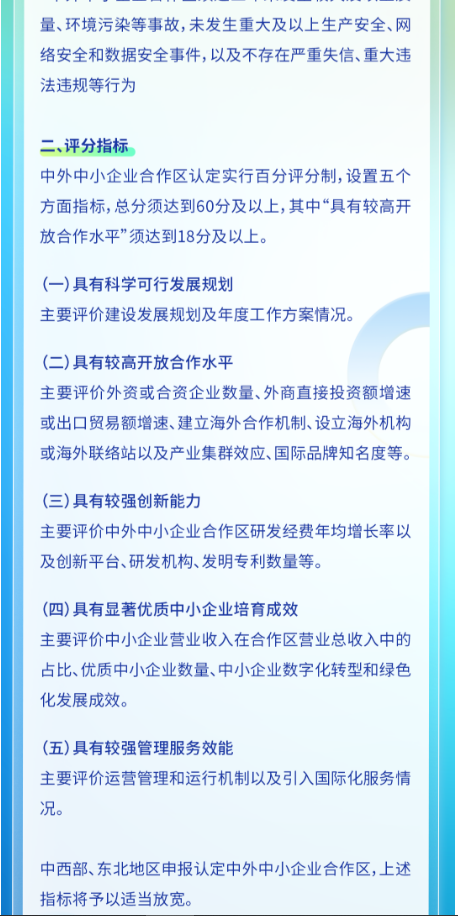 量、环境污染等事故，未发生重大及以上生产安全、网
络安全和数据安全事件，以及不存在严重失信、重大违
法违规等行为
二、评分指标
中外中小企业合作区认定实行百分评分制，设置五个
方面指标，总分须达到60分及以上，其中“具有较高开
放合作水平”须达到18分及以上。
（一）具有科学可行发展规划
主要评价建设发展规划及年度工作方案情况。
（二）具有较高开放合作水平
主要评价外资或合资企业数量、外商直接投资额增速
或出口贸易额增速、建立海外合作机制、设立海外机构
或海外联络站以及产业集群效应、国际品牌知名度等。
（三）具有较强创新能力
主要评价中外中小企业合作区研发经费年均增长率以
及创新平台、研发机构、发明专利数量等。
（四）具有显著优质中小企业培育成效
主要评价中小企业营业收入在合作区营业总收入中的
占比、优质中小企业数量、中小企业数字化转型和绿色
化发展成效。
（五）具有较强管理服务效能
主要评价运营管理和运行机制以及引入国际化服务情
况。
中西部、东北地区申报认定中外中小企业合作区，上述
指标将予以适当放宽。